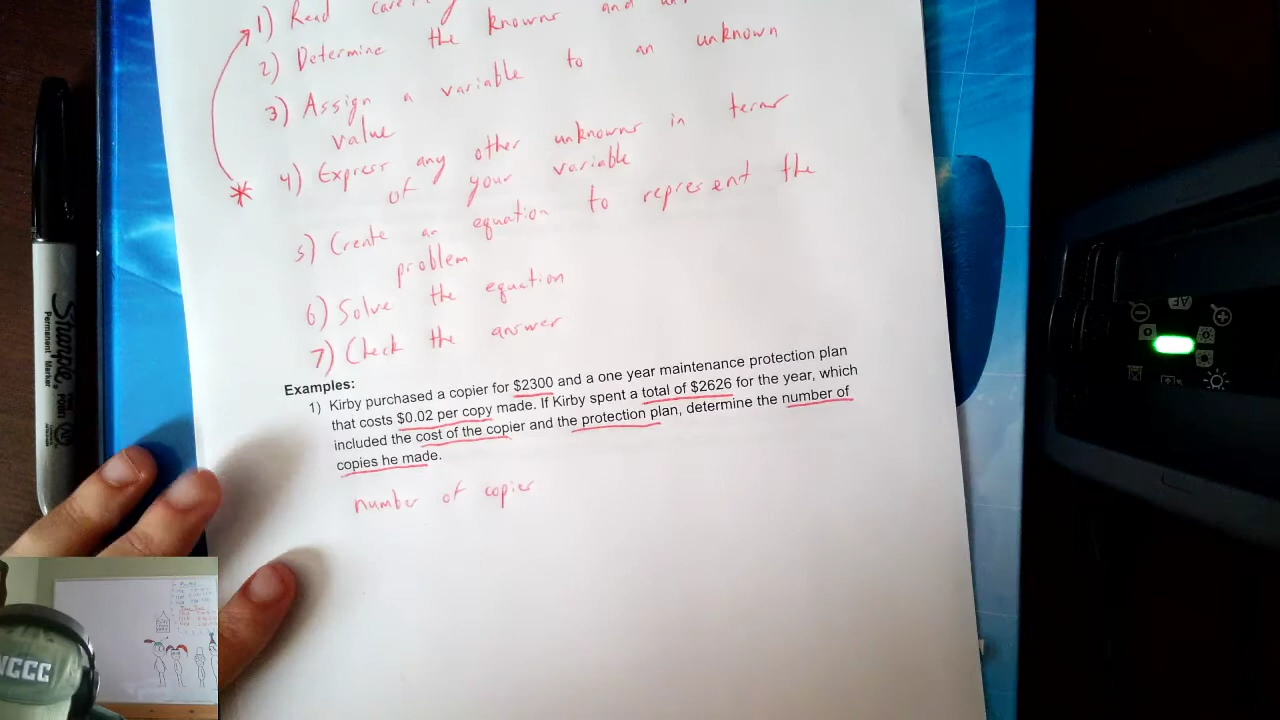 1) Read
2) Determine the knowns and
3) Assign a variable to an unknown
value
4) Express any other unknowns in terms
of your variable
5) Create an equation to represent the
problem
6) Solve the equation
7) Check the answer
Examples:
1) Kirby purchased a copier for $2300 and a one year maintenance protection plan
that costs $0.02 per copy made. If Kirby spent a total of $2626 for the year, which
included the cost of the copier and the protection plan, determine the number of
copies he made.
number of copies
Sharpie
Permanent Marker
AF
NCCC